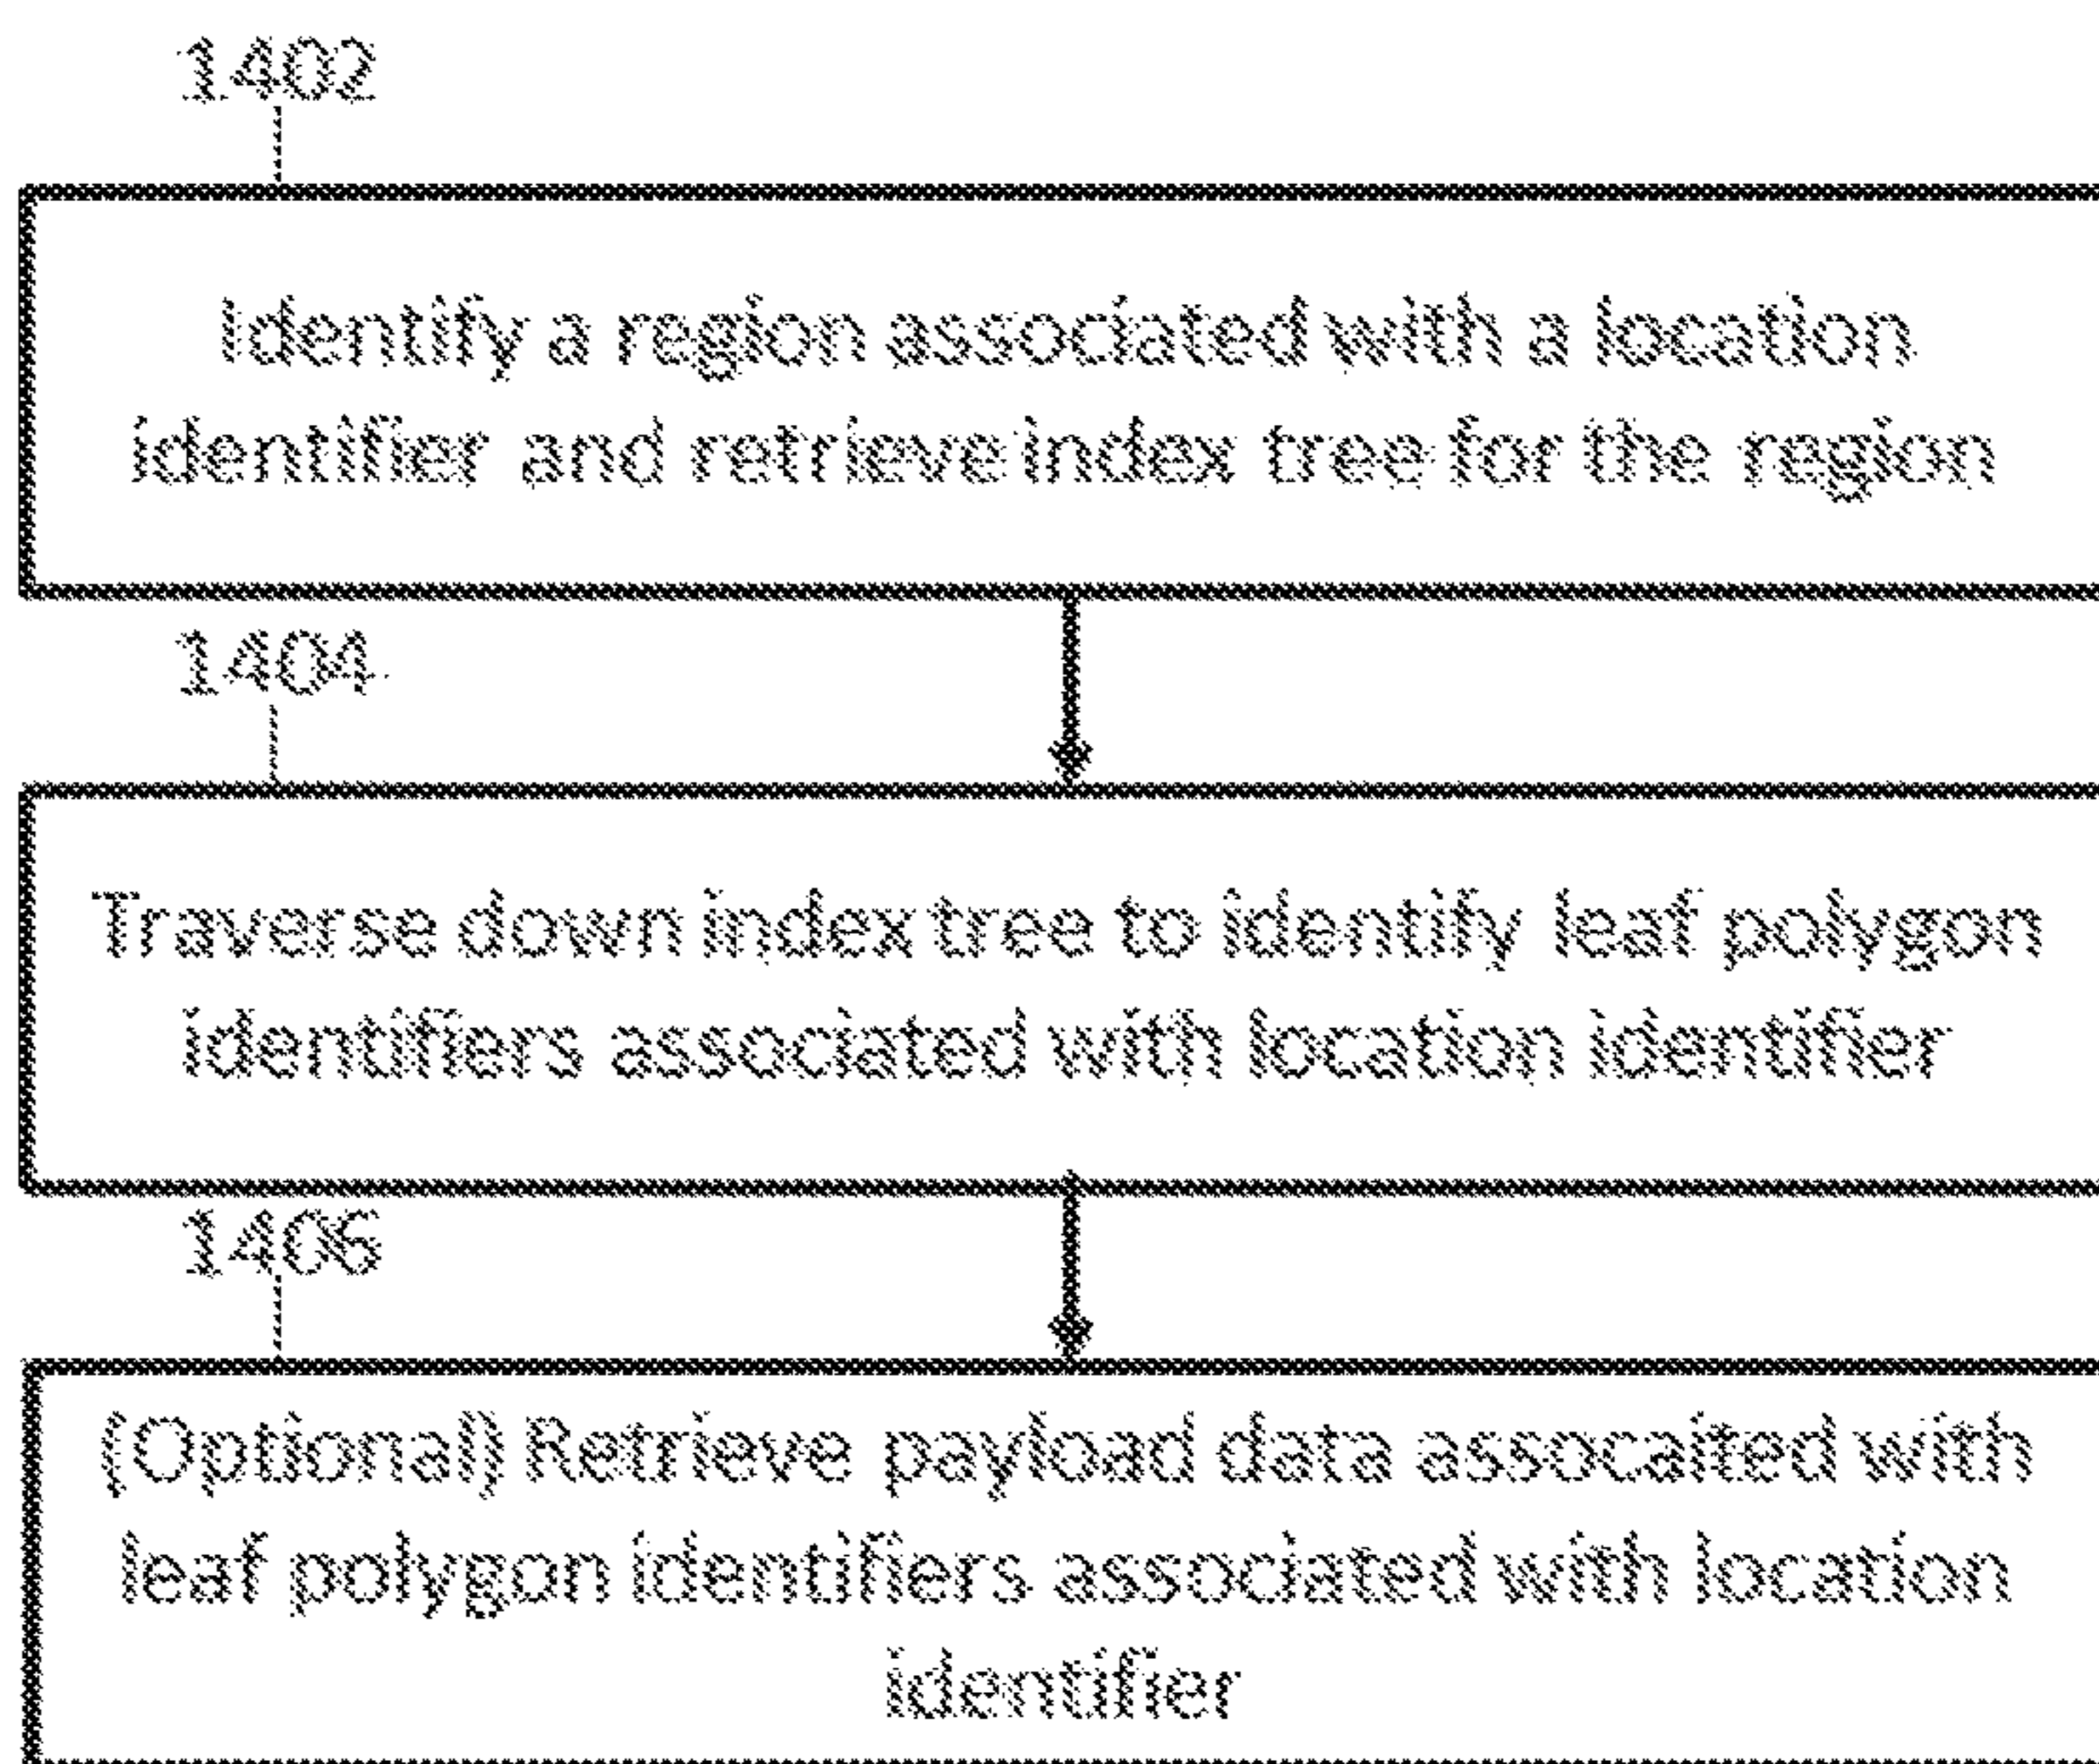 1402
Identify a region associated with a location
identifier and retrieve index tree for the region
1404
Traverse down index tree to identify leaf polygon
identifiers associated with location identifier
1406
(Optional) Retrieve payload data assocaited with
leaf polygon identifiers associated with location
identifier